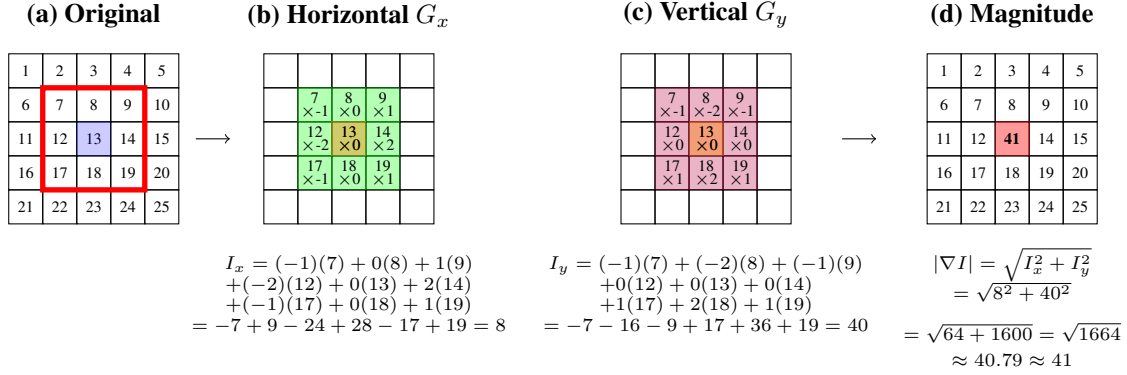 (a) Original
(b) Horizontal Gₓ
(c) Vertical G_y
(d) Magnitude
1 2 3 4 5
6 7 8 9 10
11 12 13 14 15
16 17 18 19 20
21 22 23 24 25
→
7 8 9
×-1 ×0 ×1
12 13 14
×-2 ×0 ×2
17 18 19
×-1 ×0 ×1
I_x = (−1)(7) + 0(8) + 1(9)
+(−2)(12) + 0(13) + 2(14)
+(−1)(17) + 0(18) + 1(19)
= −7 + 9 − 24 + 28 − 17 + 19 = 8
7 8 9
×-1 ×-2 ×-1
12 13 14
×0 ×0 ×0
17 18 19
×1 ×2 ×1
I_y = (−1)(7) + (−2)(8) + (−1)(9)
+0(12) + 0(13) + 0(14)
+1(17) + 2(18) + 1(19)
= −7 − 16 − 9 + 17 + 36 + 19 = 40
→
1 2 3 4 5
6 7 8 9 10
11 12 41 14 15
16 17 18 19 20
21 22 23 24 25
|∇I| = √(I_x² + I_y²)
= √(8² + 40²)
= √(64 + 1600) = √1664
≈ 40.79 ≈ 41